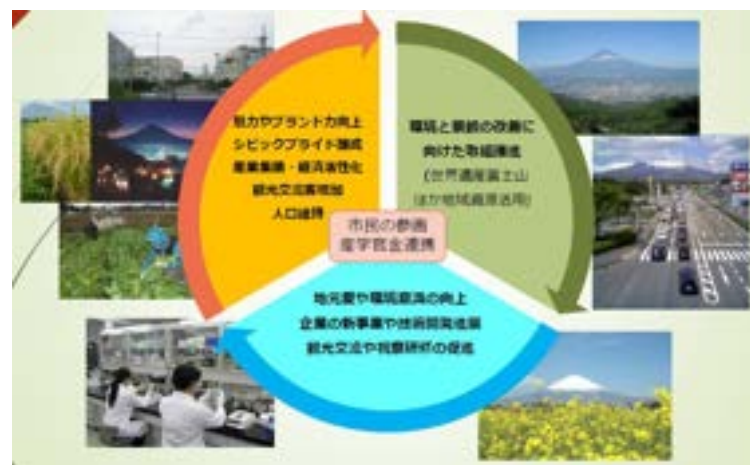 魅力やブランド力向上
シビックプライド醸成
産業集積・経済活性化
観光交流客増加
人口維持
環境と景観の改善に
向けた取組推進
(世界遺産富士山
ほか地域資源活用)
市民の参画
産学官金連携
地元愛や環境意識の向上
企業の新事業や技術開発進展
観光交流や視察研修の促進